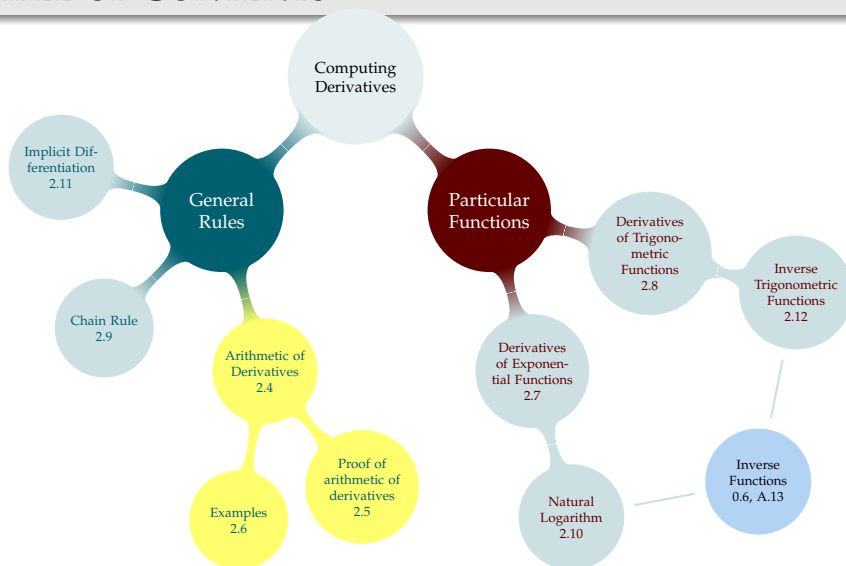 Computing
Derivatives
General
Rules
Particular
Functions
Implicit Dif-
ferentiation
2.11
Chain Rule
2.9
Arithmetic of
Derivatives
2.4
Examples
2.6
Proof of
arithmetic of
derivatives
2.5
Derivatives
of Trigono-
metric
Functions
2.8
Inverse
Trigonometric
Functions
2.12
Derivatives
of Exponen-
tial Functions
2.7
Natural
Logarithm
2.10
Inverse
Functions
0.6, A.13